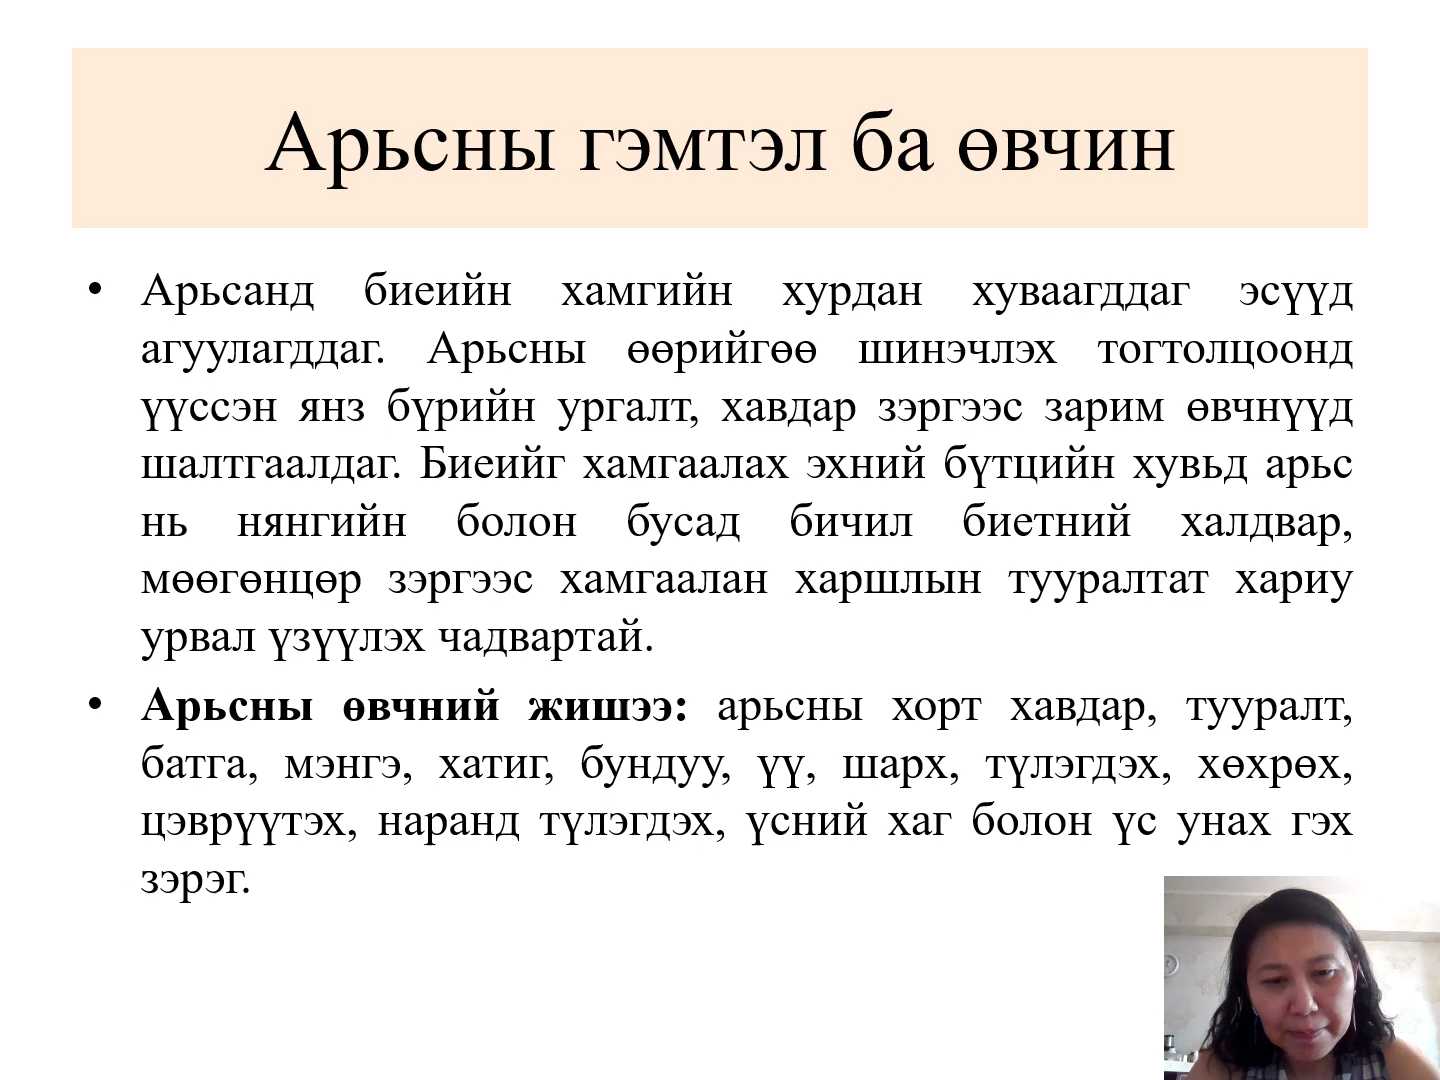 Арьсны гэмтэл ба өвчин
• Арьсанд биеийн хамгийн хурдан хуваагддаг эсүүд
агуулагддаг. Арьсны өөрийгөө шинэчлэх тогтолцоонд
үүссэн янз бүрийн ургалт, хавдар зэргээс зарим өвчнүүд
шалтгаалдаг. Биеийг хамгаалах эхний бүтцийн хувьд арьс
нь нянгийн болон бусад бичил биетний халдвар,
мөөгөнцөр зэргээс хамгаалан харшлын тууралтат хариу
урвал үзүүлэх чадвартай.
• Арьсны өвчний жишээ: арьсны хорт хавдар, тууралт,
батга, мэнгэ, хатиг, бундуу, үү, шарх, түлэгдэх, хөхрөх,
цэврүүтэх, наранд түлэгдэх, үсний хаг болон үс унах гэх
зэрэг.